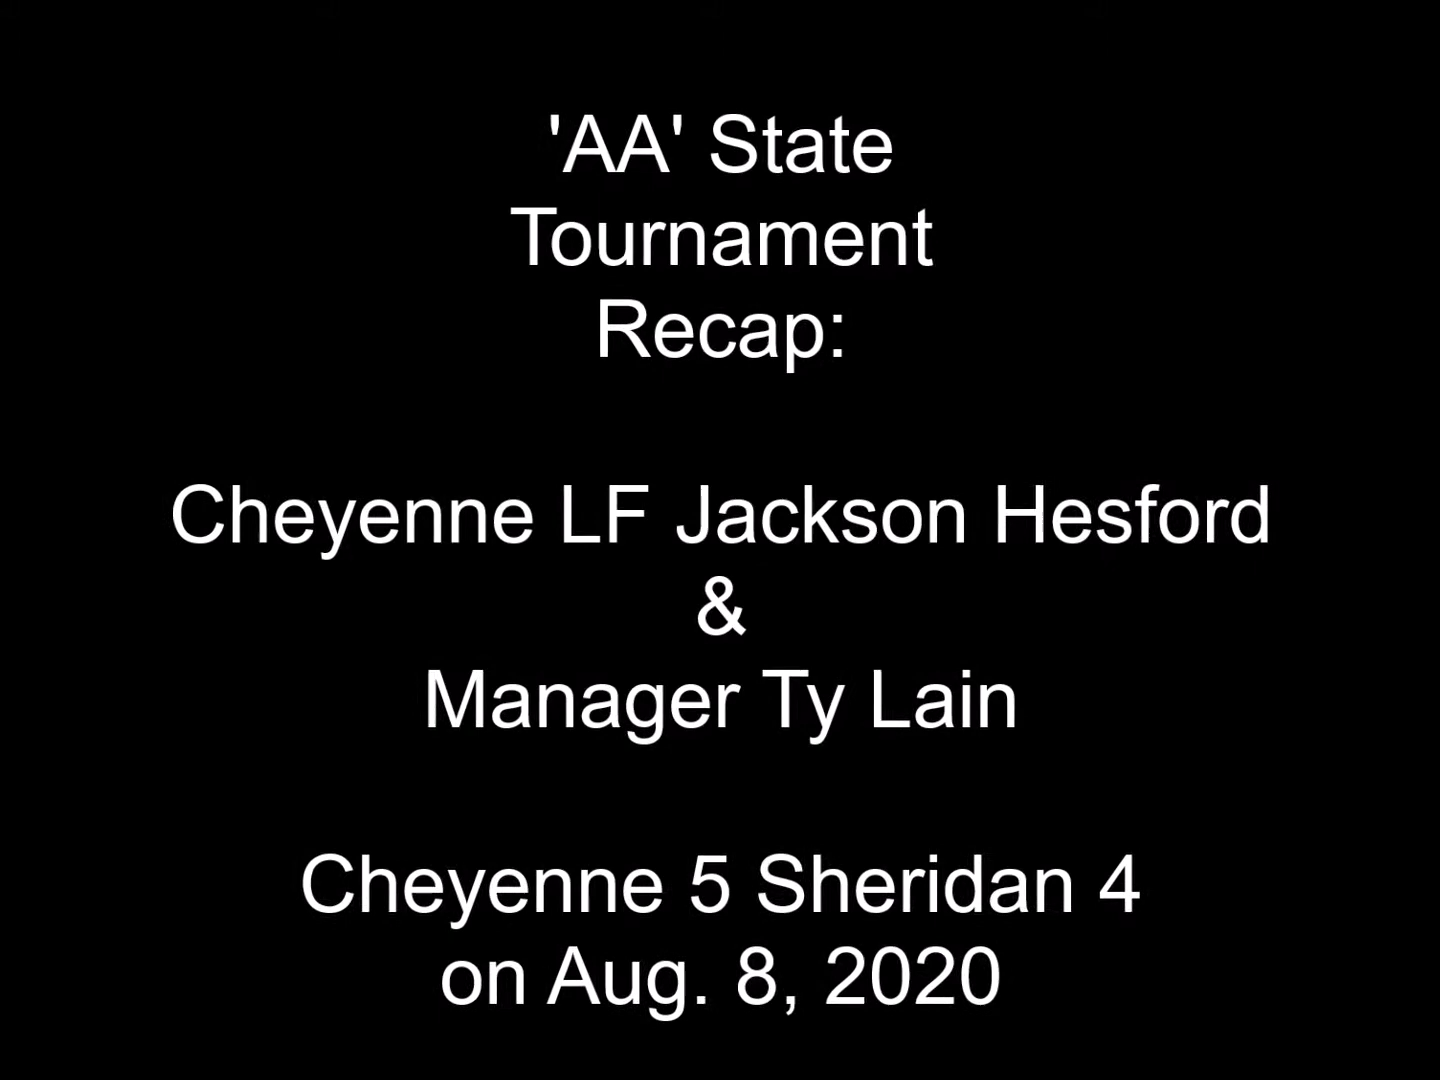 'AA' State
Tournament
Recap:
Cheyenne LF Jackson Hesford
&
Manager Ty Lain
Cheyenne 5 Sheridan 4
on Aug. 8, 2020